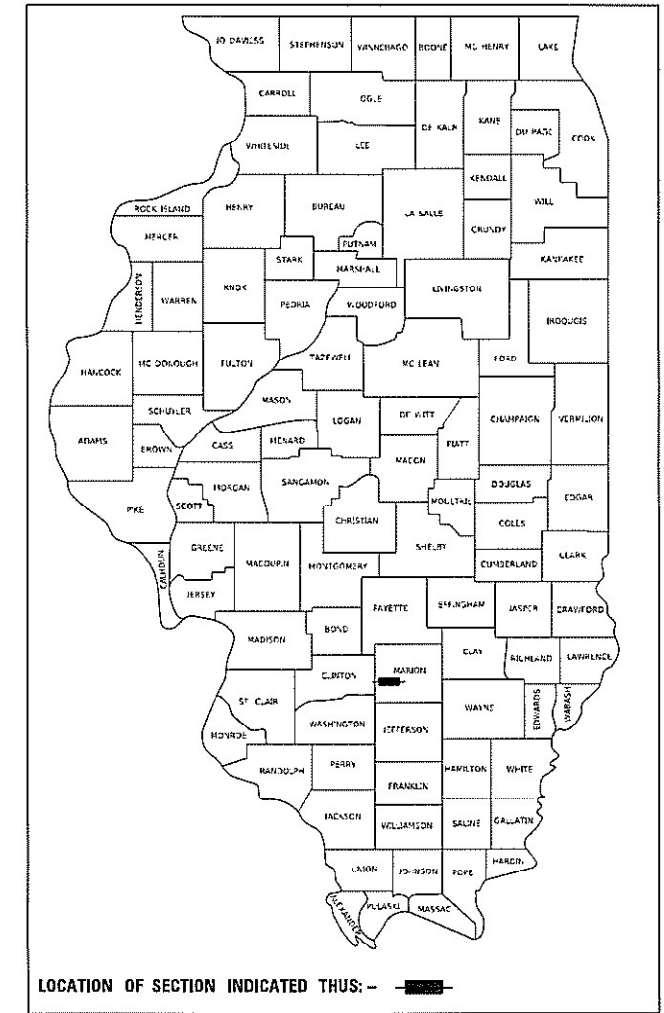 JO DAVIESS STEPHENSON WINNEBAGO BOONE MC HENRY LAKE
CARROLL OGLE DE KALB KANE DU PAGE COOK
WHITESIDE LEE
KENDALL
ROCK ISLAND HENRY BUREAU LA SALLE GRUNDY WILL
MERCER PUTNAM
STARK MARSHALL KANKAKEE
HENDERSON WARREN KNOX PEORIA WOODFORD LIVINGSTON IROQUOIS
HANCOCK MC DONOUGH FULTON TAZEWELL MC LEAN FORD
SCHUYLER MASON LOGAN DE WITT CHAMPAIGN VERMILION
ADAMS BROWN CASS MENARD MACON PIATT
PIKE SCOTT MORGAN SANGAMON MOULTRIE DOUGLAS EDGAR
CHRISTIAN COLES
CALHOUN GREENE MACOUPIN MONTGOMERY SHELBY CUMBERLAND CLARK
JERSEY FAYETTE EFFINGHAM JASPER CRAWFORD
MADISON BOND
CLINTON MARION CLAY RICHLAND LAWRENCE
ST CLAIR WAYNE EDWARDS WABASH
MONROE WASHINGTON JEFFERSON
RANDOLPH PERRY HAMILTON WHITE
FRANKLIN
JACKSON WILLIAMSON SALINE GALLATIN
UNION JOHNSON POPE HARDIN
ALEXANDER PULASKI MASSAC
LOCATION OF SECTION INDICATED THUS: -